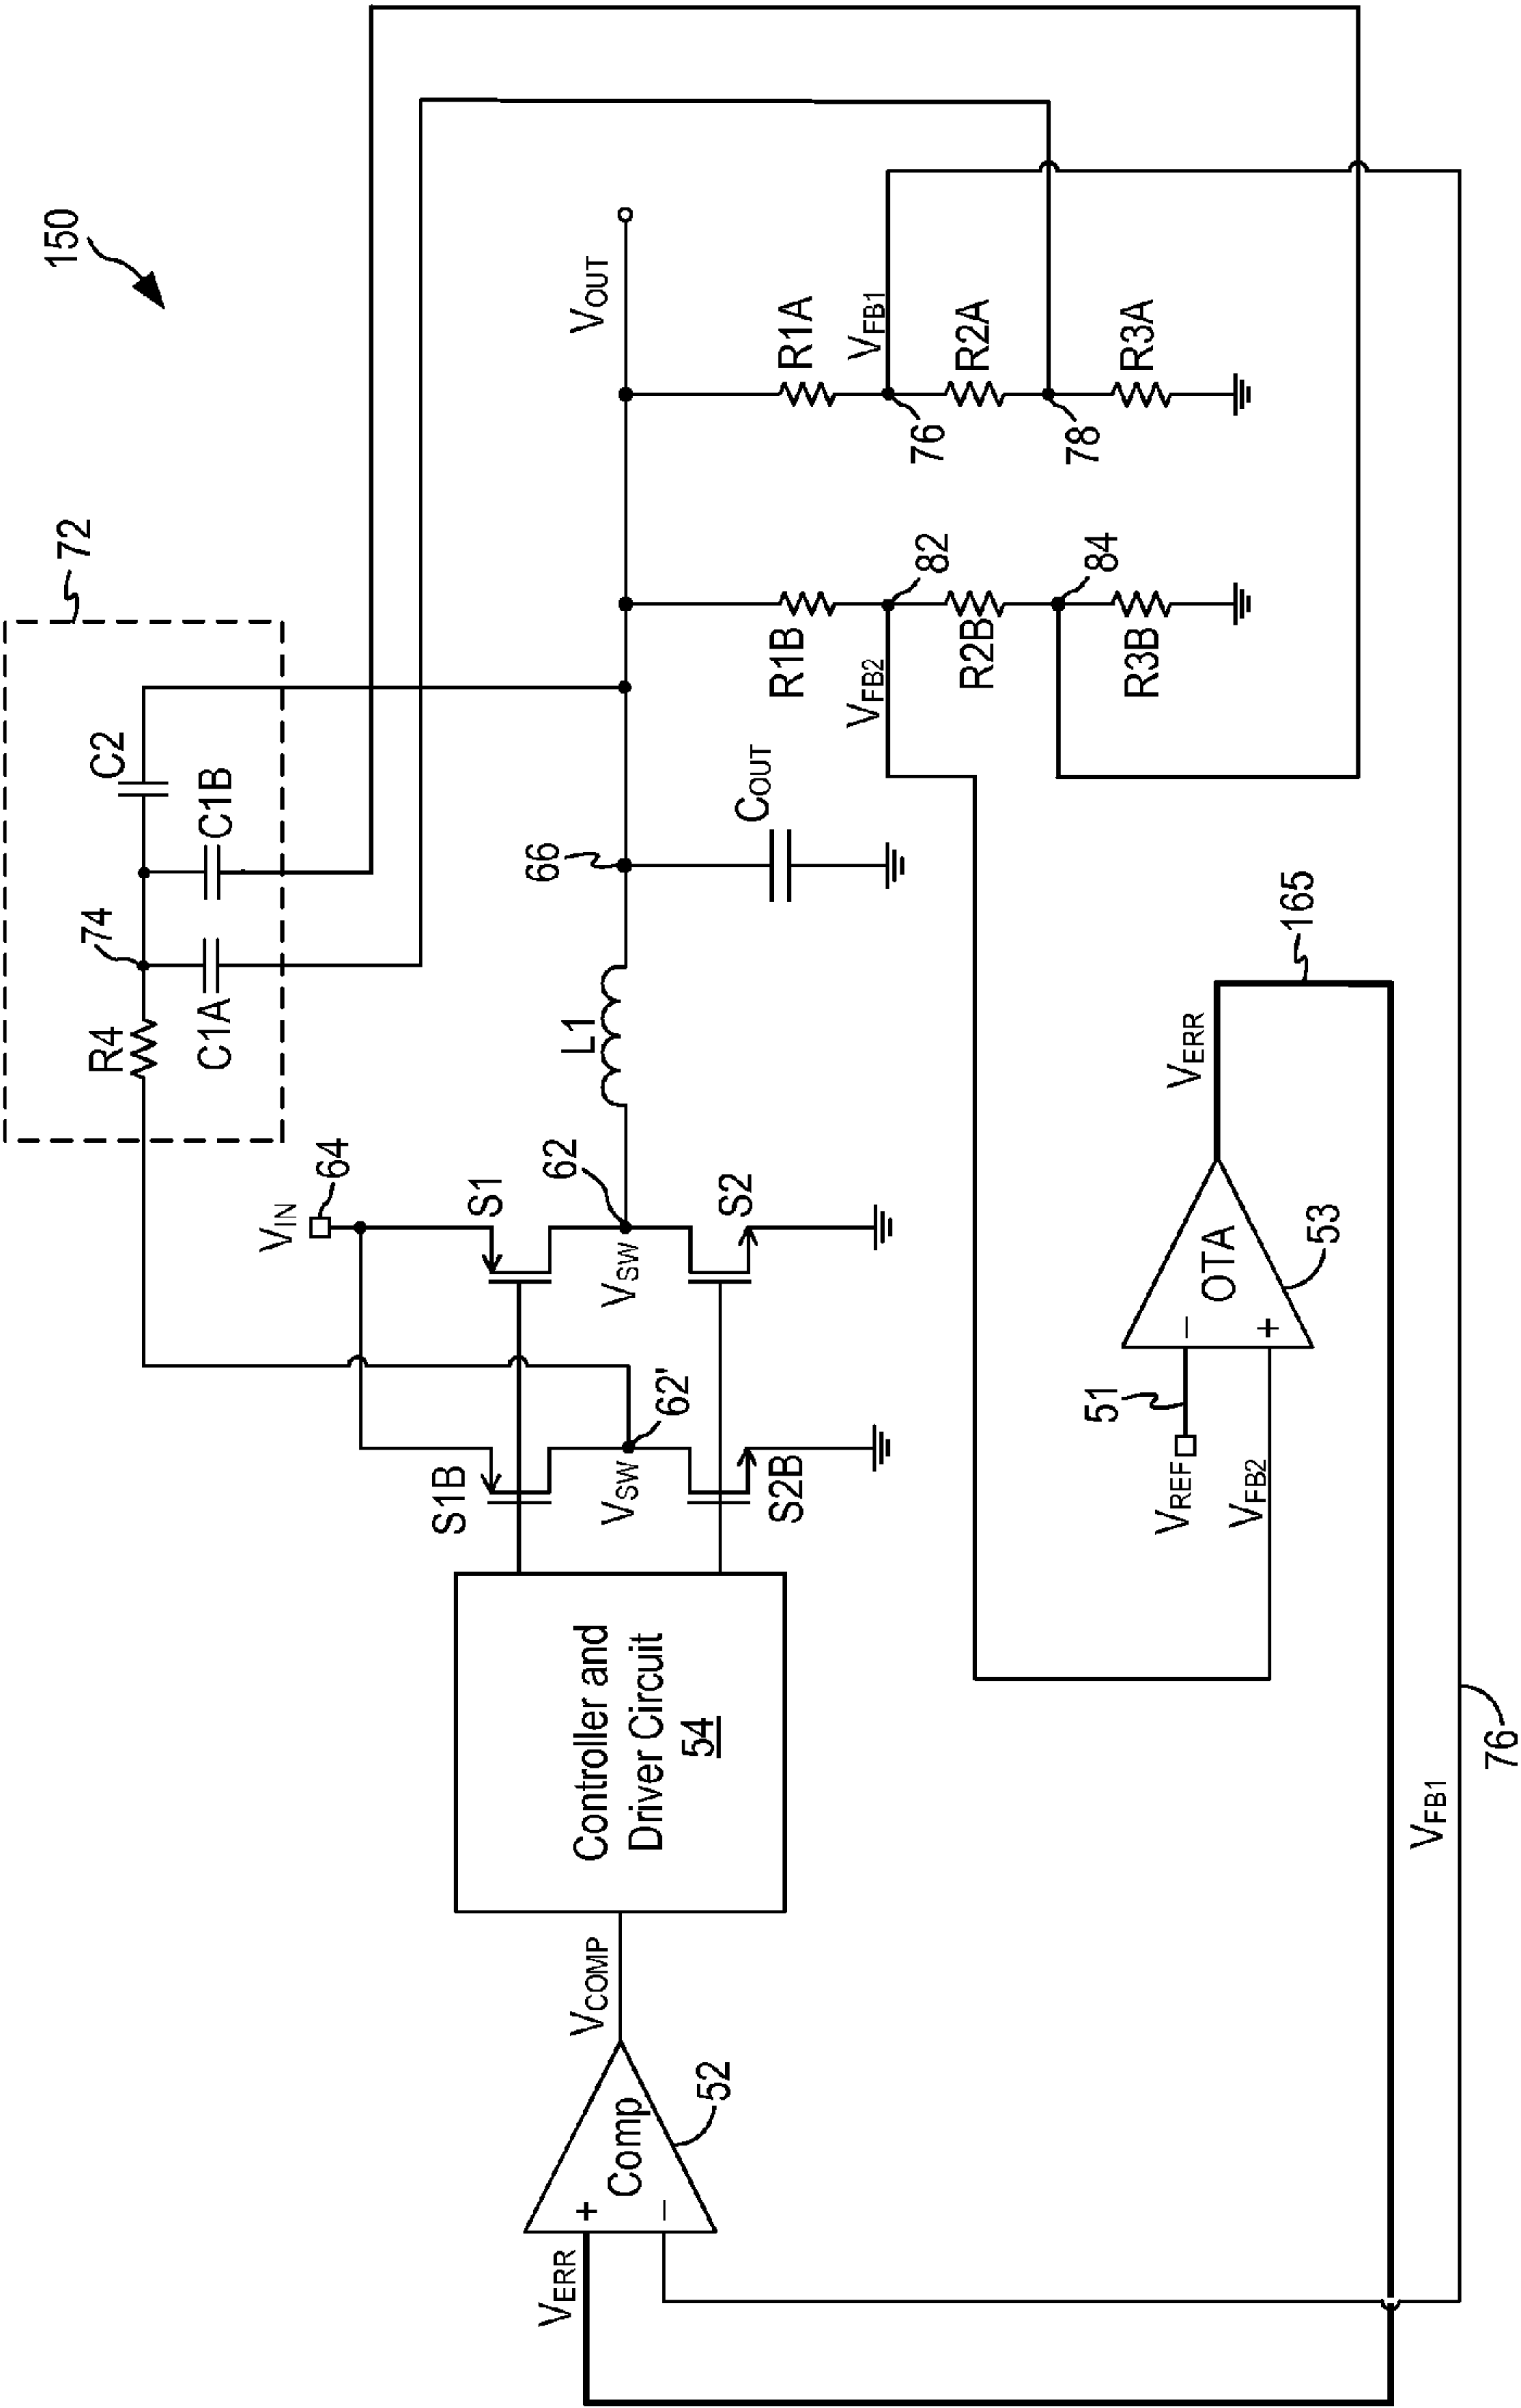 150
72
C2
C1B
74
R4
C1A
VIN
64
S1
62
VSW
S2
S1B
62'
VSW
S2B
L1
66
COUT
VOUT
R1B
82
VFB2
R2B
84
R3B
R1A
VFB1
76
R2A
78
R3A
Controller and
Driver Circuit
54
VCOMP
Comp
+
−
52
VERR
VREF
51
VFB2
−
+
OTA
53
VERR
165
VFB1
76